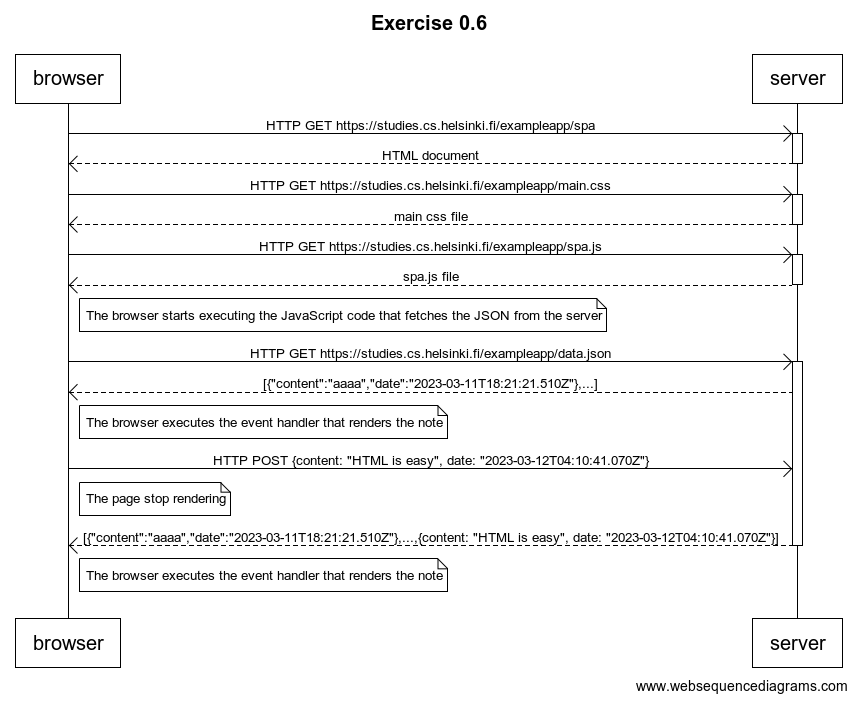 Exercise 0.6
browser
server
HTTP GET https://studies.cs.helsinki.fi/exampleapp/spa
HTML document
HTTP GET https://studies.cs.helsinki.fi/exampleapp/main.css
main css file
HTTP GET https://studies.cs.helsinki.fi/exampleapp/spa.js
spa.js file
The browser starts executing the JavaScript code that fetches the JSON from the server
HTTP GET https://studies.cs.helsinki.fi/exampleapp/data.json
[{"content":"aaaa","date":"2023-03-11T18:21:21.510Z"},...]
The browser executes the event handler that renders the note
HTTP POST {content: "HTML is easy", date: "2023-03-12T04:10:41.070Z"}
The page stop rendering
[{"content":"aaaa","date":"2023-03-11T18:21:21.510Z"},...,{content: "HTML is easy", date: "2023-03-12T04:10:41.070Z"}]
The browser executes the event handler that renders the note
browser
server
www.websequencediagrams.com